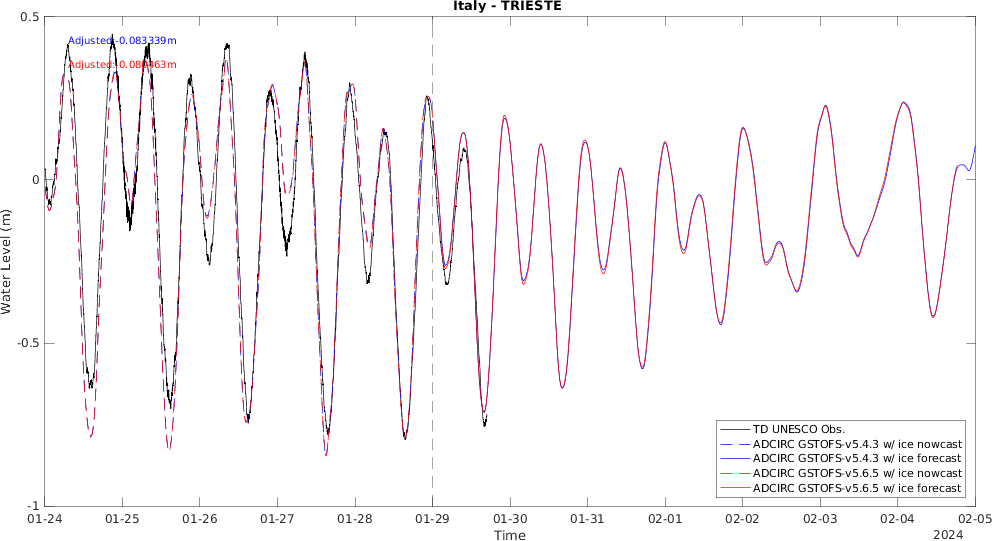 Italy - TRIESTE
0.5
0
-0.5
-1
Water Level (m)
Adjusted:-0.083339m
TD UNESCO Obs.
ADCIRC GSTOFS-v5.4.3 w/ ice nowcast
ADCIRC GSTOFS-v5.4.3 w/ ice forecast
ADCIRC GSTOFS-v5.6.5 w/ ice nowcast
ADCIRC GSTOFS-v5.6.5 w/ ice forecast
01-24 01-25 01-26 01-27 01-28 01-29 01-30 01-31 02-01 02-02 02-03 02-04 02-05
Time
2024